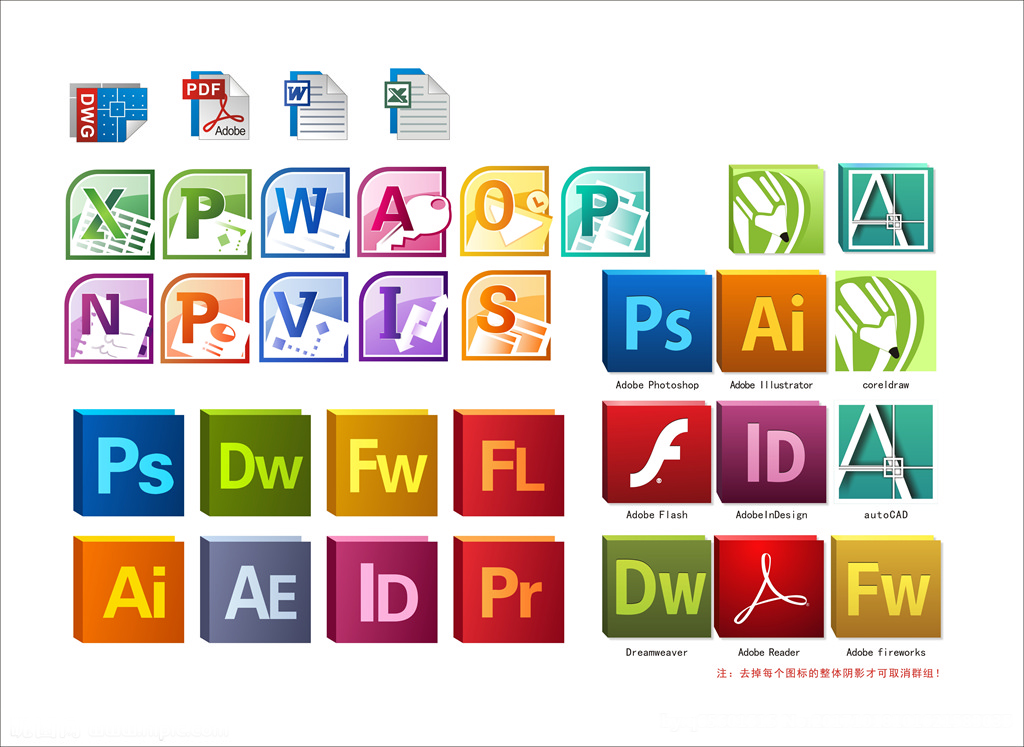 DWG
PDF
Adobe
W
X
X
P
W
A
O
P
A
N
P
V
I
S
Ps
Ai
Adobe Photoshop
Adobe Illustrator
coreldraw
Ps
Dw
Fw
FL
f
ID
A
Adobe Flash
AdobeInDesign
autoCAD
Ai
AE
ID
Pr
Dw
Fw
Dreamweaver
Adobe Reader
Adobe fireworks
注：去掉每个图标的整体阴影才可取消群组！